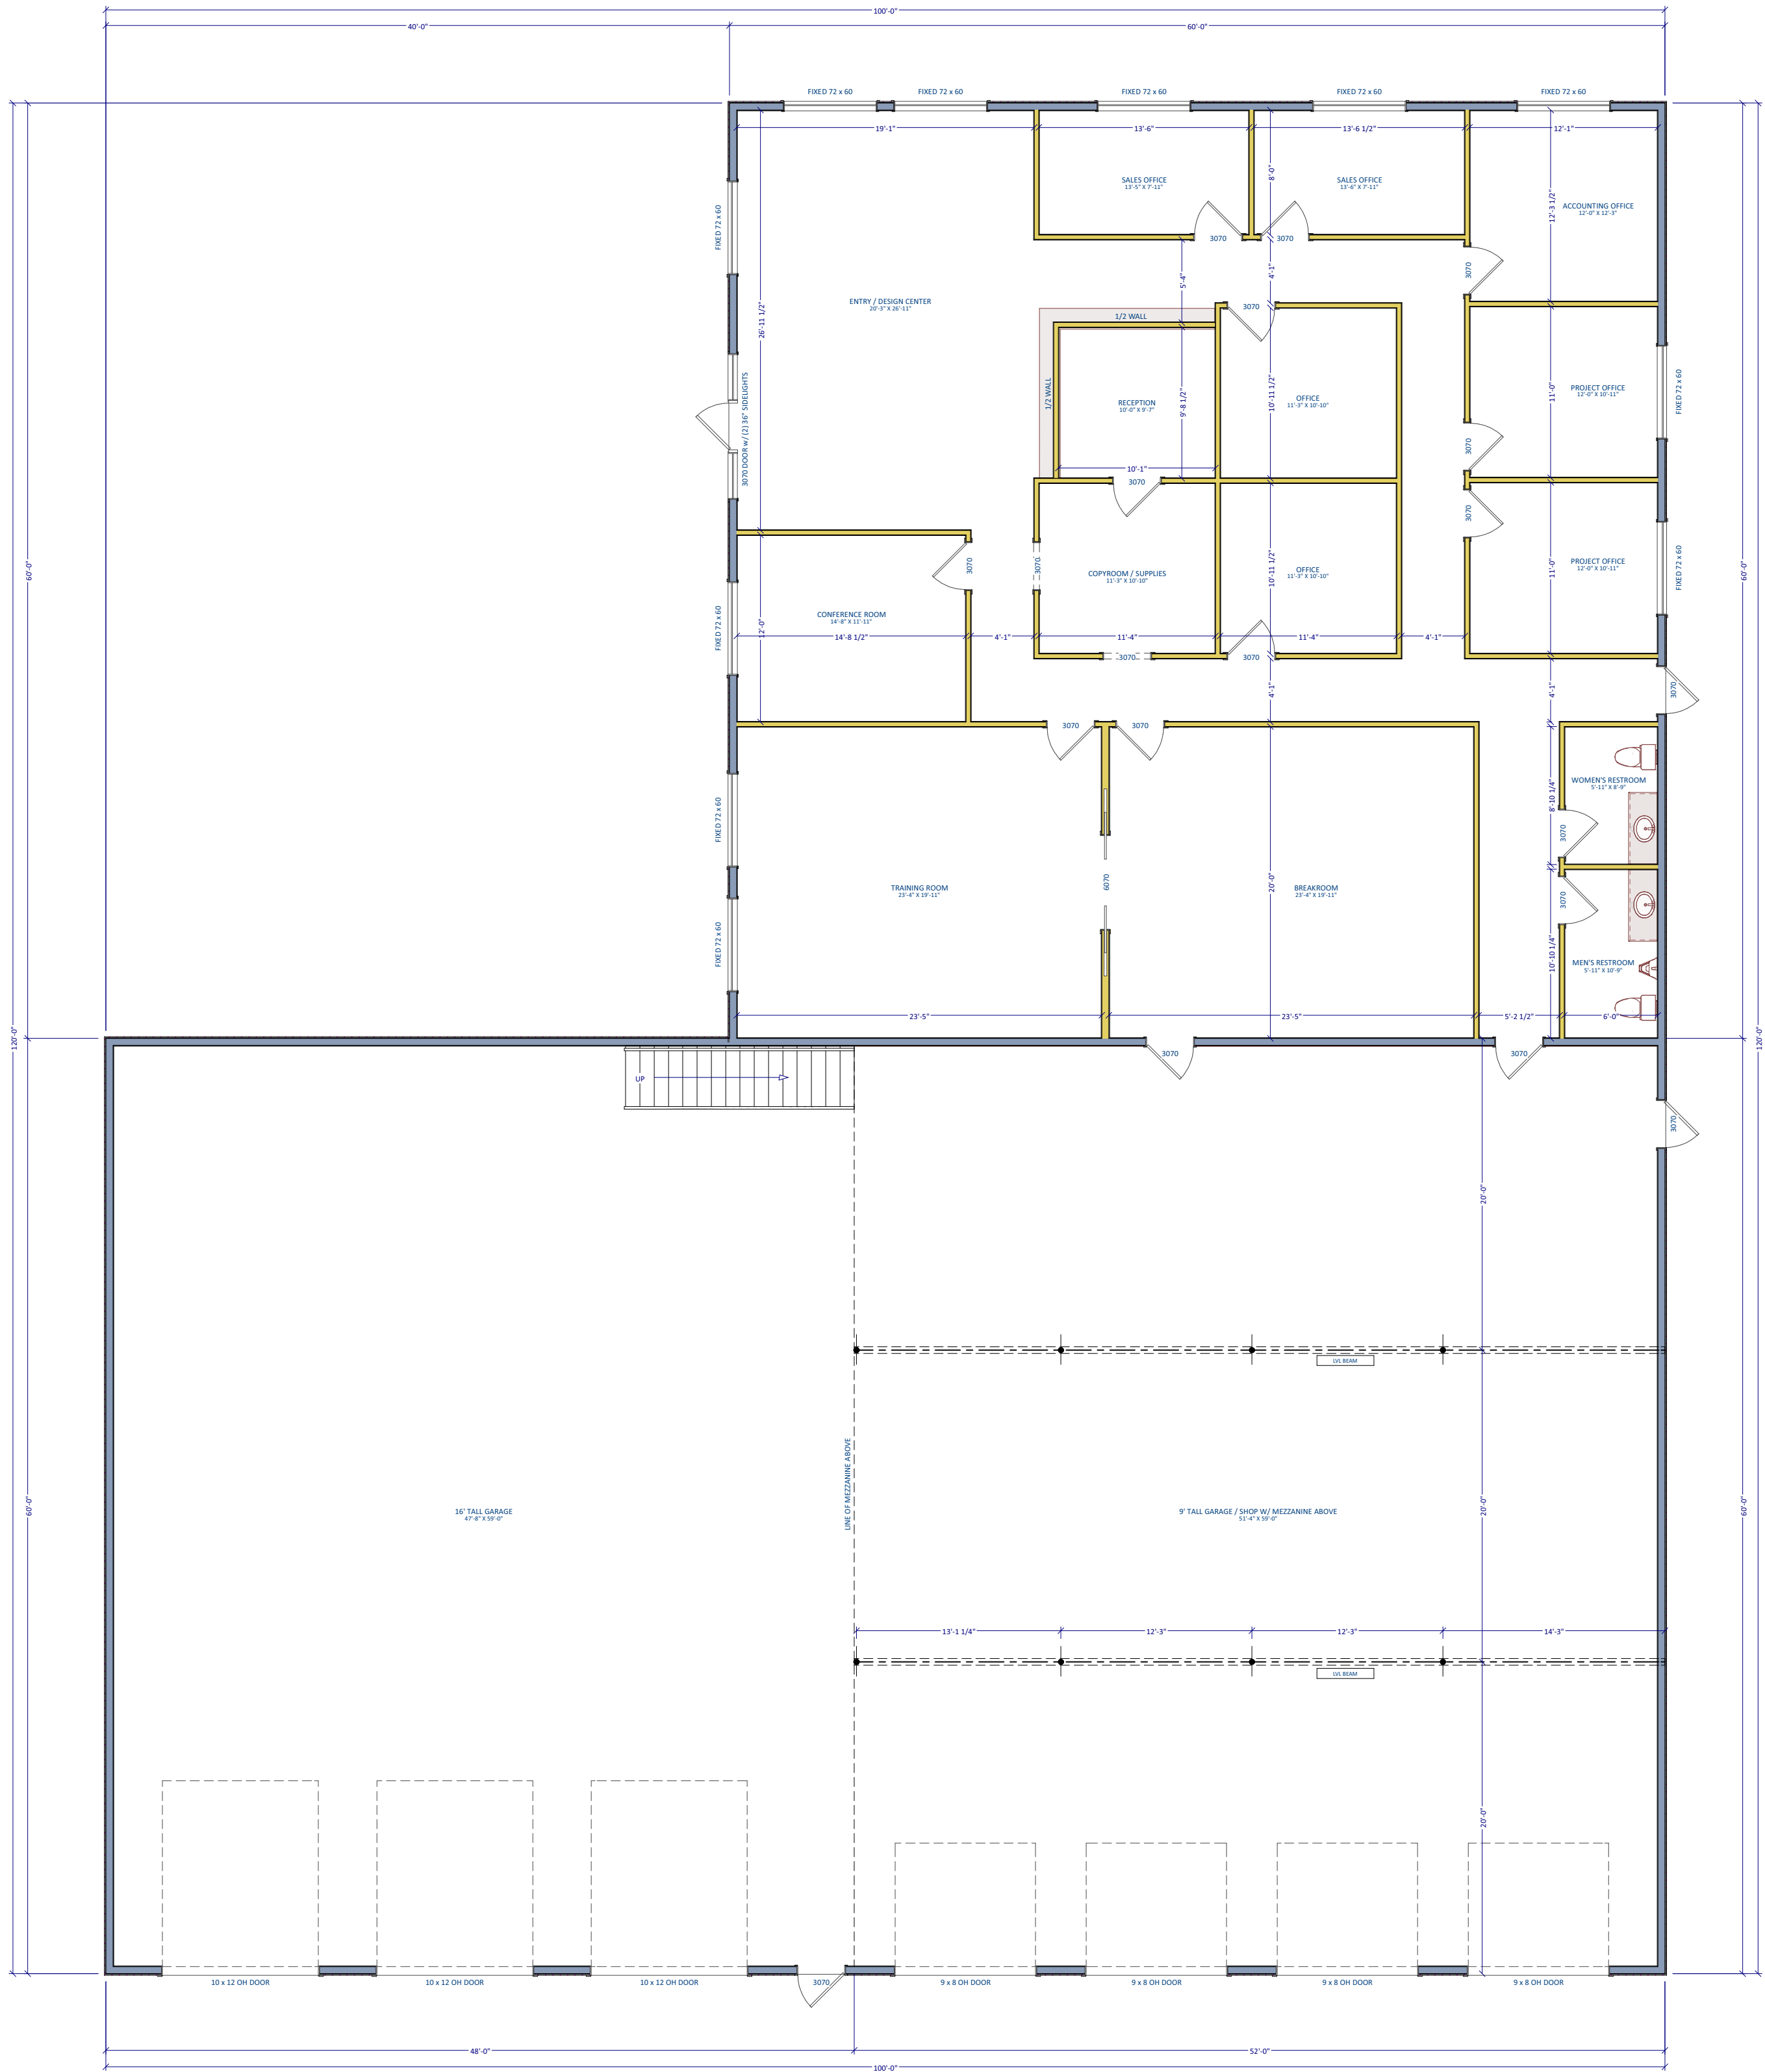 100'-0"
40'-0"
60'-0"
FIXED 72 x 60
FIXED 72 x 60
FIXED 72 x 60
FIXED 72 x 60
FIXED 72 x 60
19'-1"
13'-6"
13'-6 1/2"
12'-1"
SALES OFFICE
13'-5" X 7'-11"
SALES OFFICE
13'-6" X 7'-11"
8'-0"
ACCOUNTING OFFICE
12'-0" X 12'-3"
12'-3 1/2"
FIXED 72 x 60
3070
3070
3070
5'-4"
4'-1"
ENTRY / DESIGN CENTER
20'-3" X 26'-11"
26'-11 1/2"
3070
1/2 WALL
1/2 WALL
RECEPTION
10'-0" X 9'-7"
9'-8 1/2"
10'-11 1/2"
OFFICE
11'-3" X 10'-10"
11'-0"
PROJECT OFFICE
12'-0" X 10'-11"
FIXED 72 x 60
3070 DOOR w/ (2) 36" SIDELIGHTS
3070
10'-1"
3070
3070
3070
3070
COPYROOM / SUPPLIES
11'-3" X 10'-10"
10'-11 1/2"
OFFICE
11'-3" X 10'-10"
11'-0"
PROJECT OFFICE
12'-0" X 10'-11"
FIXED 72 x 60
60'-0"
60'-0"
FIXED 72 x 60
CONFERENCE ROOM
14'-8" X 11'-11"
12'-0"
14'-8 1/2"
4'-1"
11'-4"
11'-4"
4'-1"
3070
3070
3070
4'-1"
4'-1"
3070
3070
FIXED 72 x 60
WOMEN'S RESTROOM
5'-11" X 8'-9"
8'-10 1/4"
3070
TRAINING ROOM
23'-4" X 19'-11"
6070
20'-0"
BREAKROOM
23'-4" X 19'-11"
3070
FIXED 72 x 60
10'-10 1/4"
MEN'S RESTROOM
5'-11" X 10'-9"
23'-5"
23'-5"
5'-2 1/2"
6'-0"
120'-0"
120'-0"
3070
3070
UP
3070
20'-0"
LVL BEAM
LINE OF MEZZANINE ABOVE
60'-0"
16' TALL GARAGE
47'-8" X 59'-0"
9' TALL GARAGE / SHOP W/ MEZZANINE ABOVE
51'-4" X 59'-0"
20'-0"
60'-0"
13'-1 1/4"
12'-3"
12'-3"
14'-3"
LVL BEAM
20'-0"
10 x 12 OH DOOR
10 x 12 OH DOOR
10 x 12 OH DOOR
3070
9 x 8 OH DOOR
9 x 8 OH DOOR
9 x 8 OH DOOR
9 x 8 OH DOOR
48'-0"
52'-0"
100'-0"